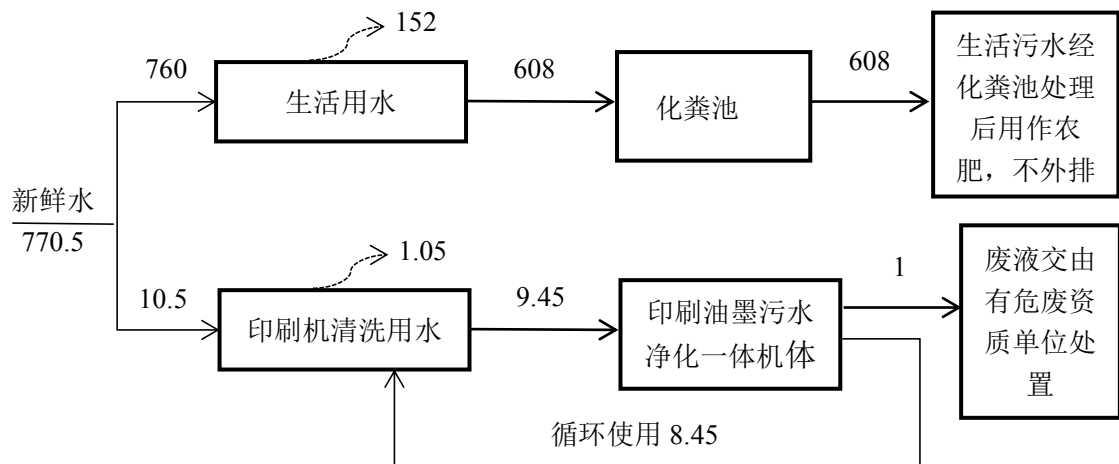 152
760
生活用水
608
化粪池
608
生活污水经
化粪池处理
后用作农
肥，不外排
新鲜水
770.5
1.05
10.5
印刷机清洗用水
9.45
印刷油墨污水
净化一体机体
1
废液交由
有危废资
质单位处
置
循环使用 8.45